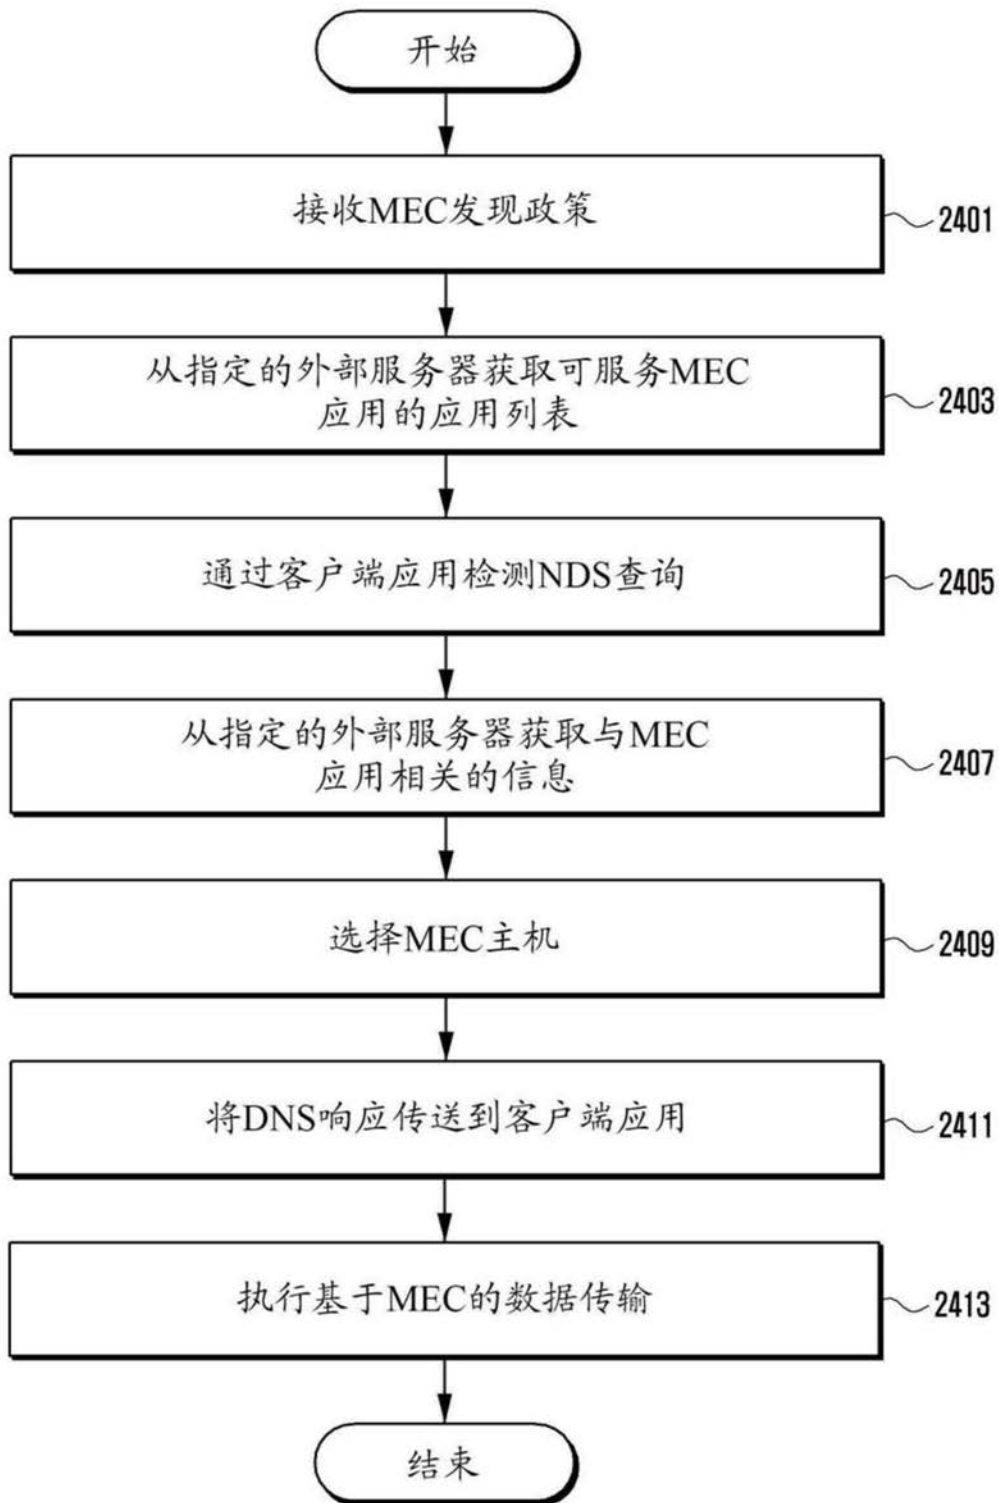 开始
接收MEC发现政策
2401
从指定的外部服务器获取可服务MEC
应用的应用列表
2403
通过客户端应用检测NDS查询
2405
从指定的外部服务器获取与MEC
应用相关的信息
2407
选择MEC主机
2409
将DNS响应传送到客户端应用
2411
执行基于MEC的数据传输
2413
结束